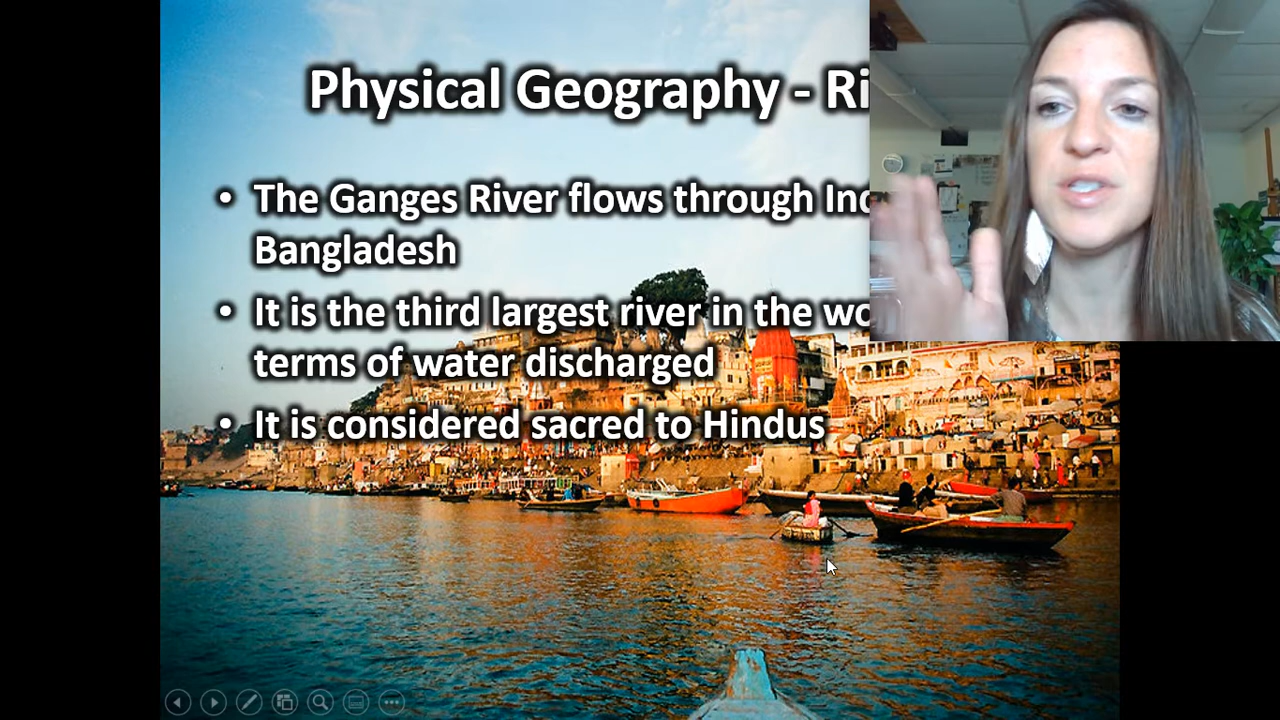 Physical Geography - Ri
• The Ganges River flows through Ind
Bangladesh
• It is the third largest river in the wo
terms of water discharged
• It is considered sacred to Hindus